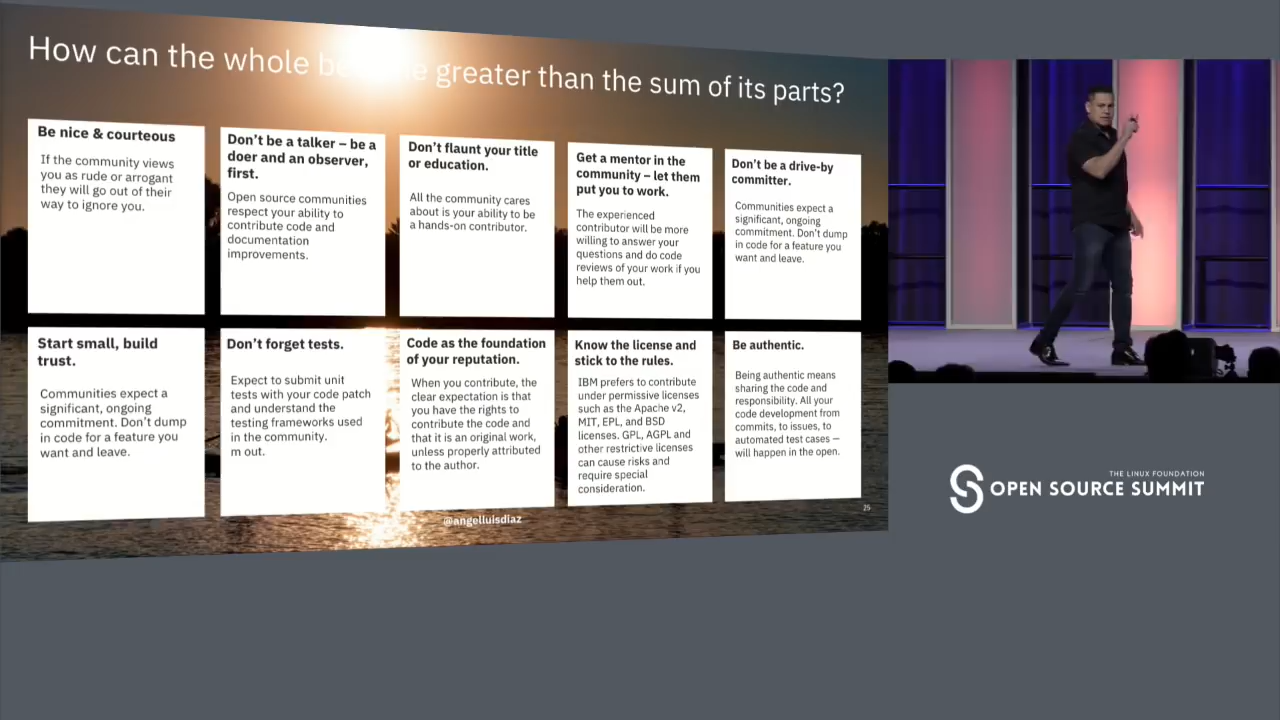 How can the whole be greater than the sum of its parts?
Be nice & courteous
If the community views
you as rude or arrogant
they will go out of their
way to ignore you.
Don't be a talker – be a
doer and an observer,
first.
Open source communities
respect your ability to
contribute code and
documentation
improvements.
Don't flaunt your title
or education.
All the community cares
about is your ability to be
a hands-on contributor.
Get a mentor in the
community – let them
put you to work.
The experienced
contributor will be more
willing to answer your
questions and do code
reviews of your work if you
help them out.
Don't be a drive-by
committer.
Communities expect a
significant, ongoing
commitment. Don't dump
in code for a feature you
want and leave.
Start small, build
trust.
Communities expect a
significant, ongoing
commitment. Don't dump
in code for a feature you
want and leave.
Don't forget tests.
Expect to submit unit
tests with your code patch
and understand the
testing frameworks used
in the community.
m out.
Code as the foundation
of your reputation.
When you contribute, the
clear expectation is that
you have the rights to
contribute the code and
that it is an original work,
unless properly attributed
to the author.
Know the license and
stick to the rules.
IBM prefers to contribute
under permissive licenses
such as the Apache v2,
MIT, EPL, and BSD
licenses. GPL, AGPL and
other restrictive licenses
can cause risks and
require special
consideration.
Be authentic.
Being authentic means
sharing the code and
responsibility. All your
code development from
commits, to issues, to
automated test cases —
will happen in the open.
@angelluisdiaz
25
THE LINUX FOUNDATION
OPEN SOURCE SUMMIT